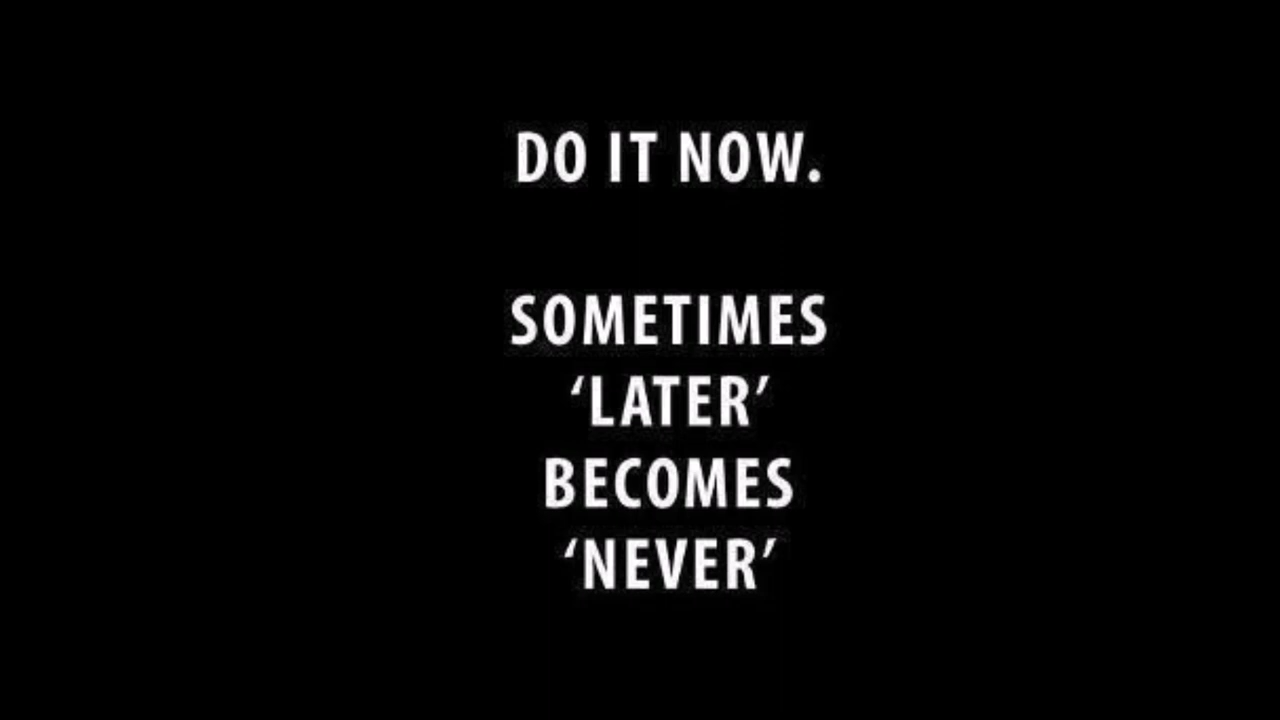 DO IT NOW.
SOMETIMES
‘LATER’
BECOMES
‘NEVER’